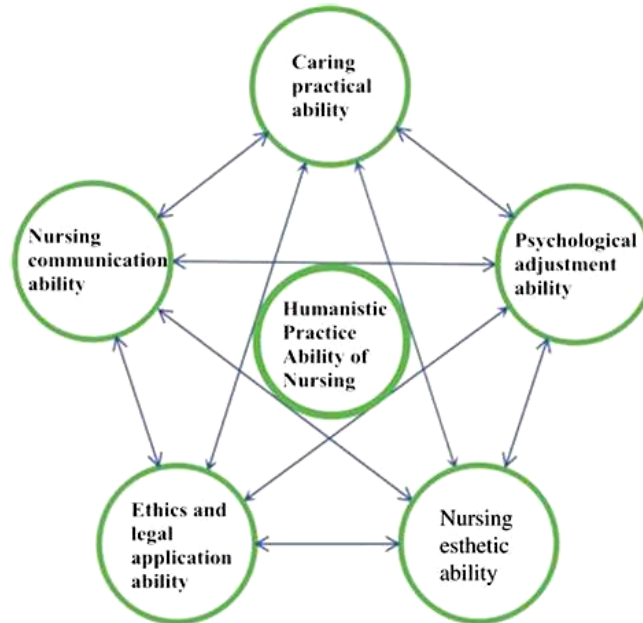 Caring
practical
ability
Nursing
communication
ability
Psychological
adjustment
ability
Humanistic
Practice
Ability of
Nursing
Ethics and
legal
application
ability
Nursing
esthetic
ability